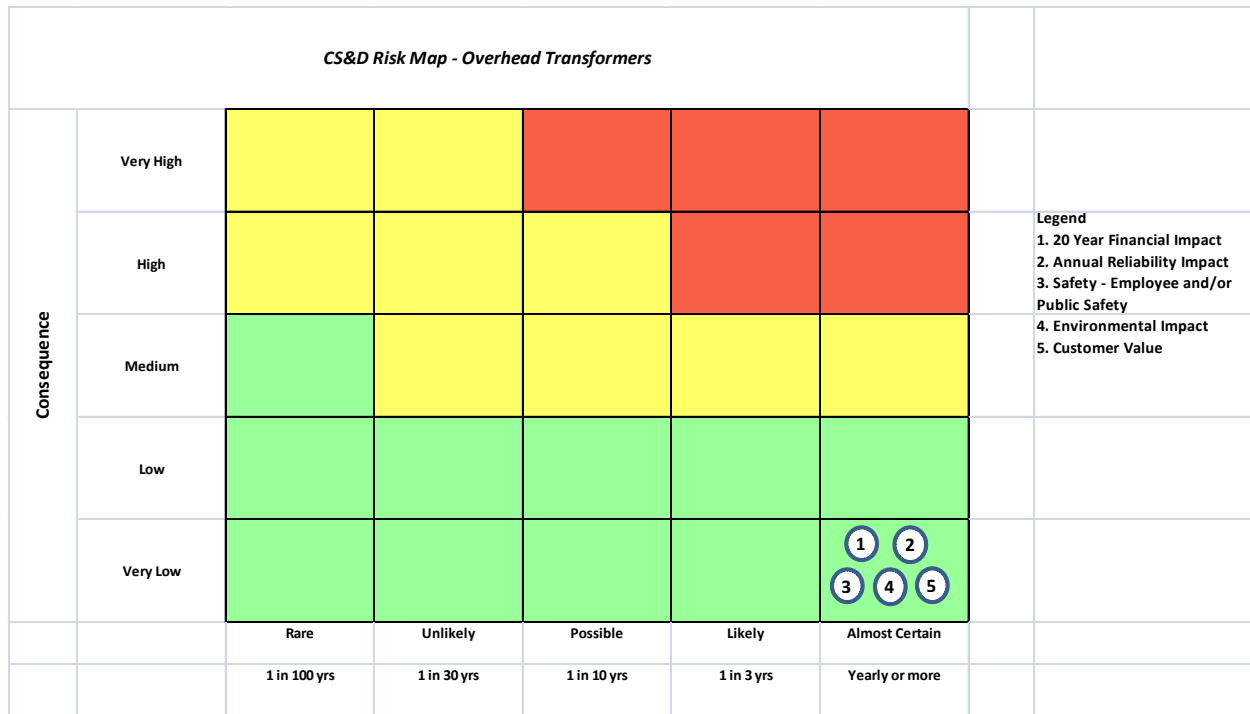 CS&D Risk Map - Overhead Transformers
Consequence
Very High
High
Medium
Low
Very Low
1 2
3 4 5
Rare Unlikely Possible Likely Almost Certain
1 in 100 yrs 1 in 30 yrs 1 in 10 yrs 1 in 3 yrs Yearly or more
Legend
1. 20 Year Financial Impact
2. Annual Reliability Impact
3. Safety - Employee and/or
Public Safety
4. Environmental Impact
5. Customer Value